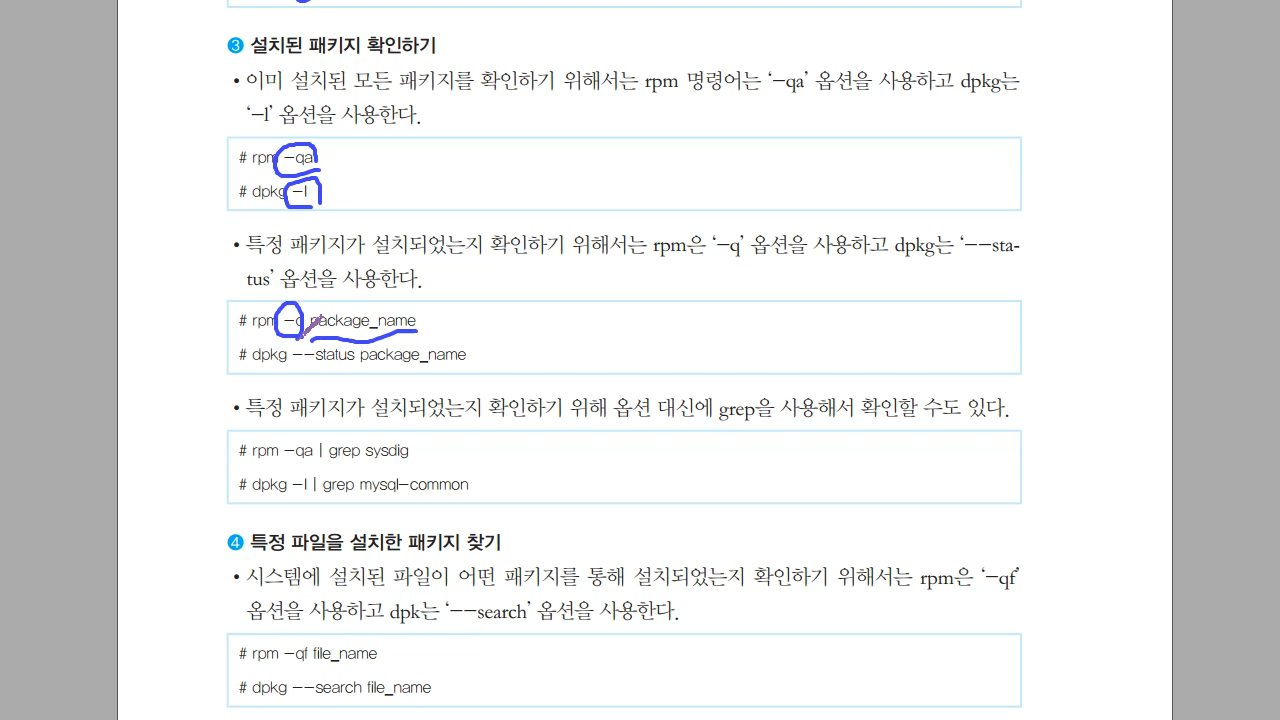 ❸ 설치된 패키지 확인하기
• 이미 설치된 모든 패키지를 확인하기 위해서는 rpm 명령어는 ‘–qa’ 옵션을 사용하고 dpkg는
‘–l’ 옵션을 사용한다.
# rpm –qa
# dpkg –l
• 특정 패키지가 설치되었는지 확인하기 위해서는 rpm은 ‘–q’ 옵션을 사용하고 dpkg는 ‘––sta-
tus’ 옵션을 사용한다.
# rpm –q package_name
# dpkg ––status package_name
• 특정 패키지가 설치되었는지 확인하기 위해 옵션 대신에 grep을 사용해서 확인할 수도 있다.
# rpm –qa | grep sysdig
# dpkg –l | grep mysql–common
❹ 특정 파일을 설치한 패키지 찾기
• 시스템에 설치된 파일이 어떤 패키지를 통해 설치되었는지 확인하기 위해서는 rpm은 ‘–qf’
옵션을 사용하고 dpk는 ‘––search’ 옵션을 사용한다.
# rpm –qf file_name
# dpkg ––search file_name